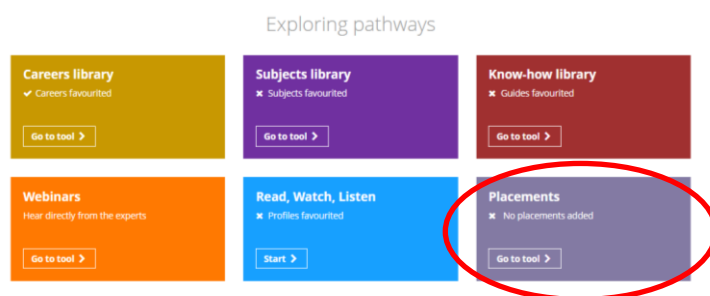 Exploring pathways
Careers library
✔ Careers favourited
Go to tool ❯
Subjects library
✖ Subjects favourited
Go to tool ❯
Know-how library
✖ Guides favourited
Go to tool ❯
Webinars
Hear directly from the experts
Go to tool ❯
Read, Watch, Listen
✖ Profiles favourited
Start ❯
Placements
✖ No placements added
Go to tool ❯